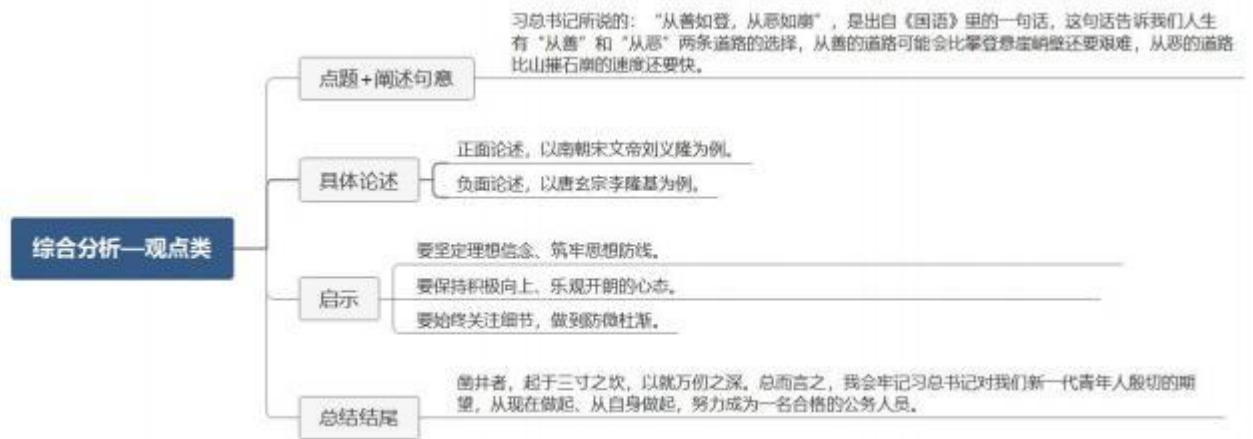 综合分析—观点类
点题+阐述句意
习总书记所说的：“从善如登，从恶如崩”，是出自《国语》里的一句话，这句话告诉我们人生
有“从善”和“从恶”两条道路的选择，从善的道路可能会比攀登悬崖峭壁还要艰难，从恶的道路
比山摧石崩的速度还要快。
具体论述
正面论述，以南朝宋文帝刘义隆为例。
负面论述，以唐玄宗李隆基为例。
启示
要坚定理想信念、筑牢思想防线。
要保持积极向上、乐观开朗的心态。
要始终关注细节，做到防微杜渐。
总结结尾
凿井者，起于三寸之坎，以就万仞之深。总而言之，我会牢记习总书记对我们新一代青年人殷切的期
望，从现在做起、从自身做起，努力成为一名合格的公务人员。